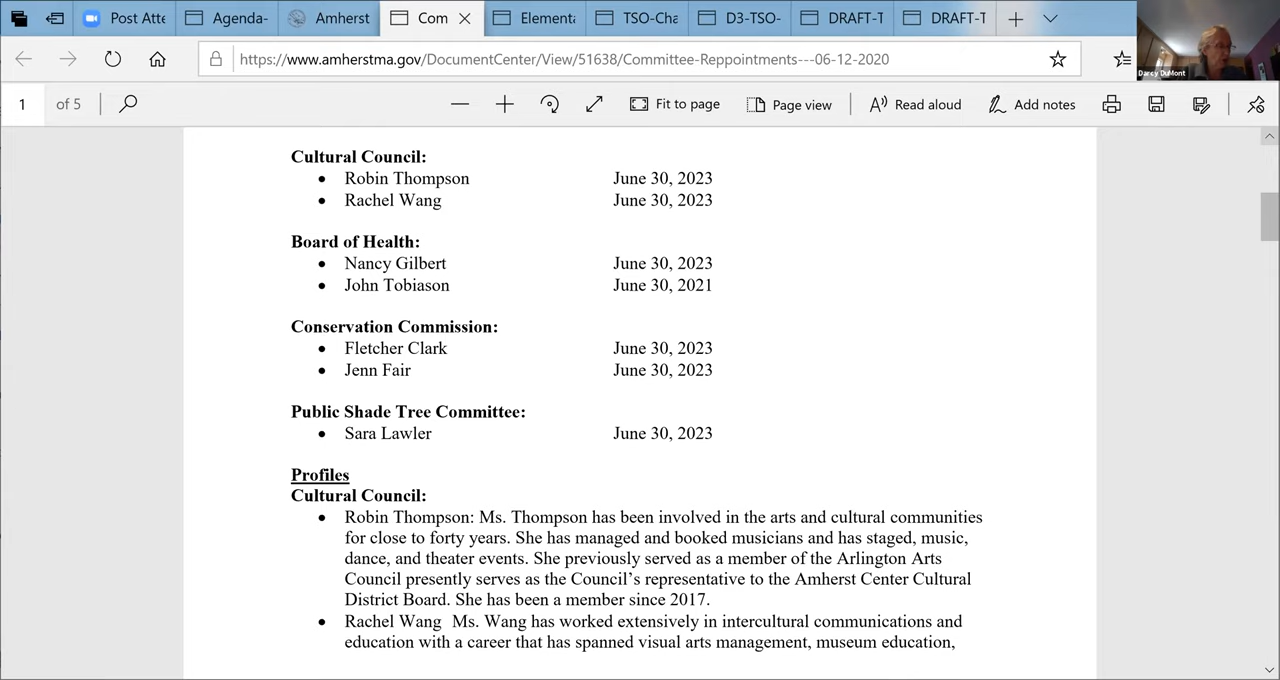 Post Atte
Agenda-
Amherst
Com
Elementa
TSO-Cha
D3-TSO-
DRAFT-T
DRAFT-T
https://www.amherstma.gov/DocumentCenter/View/51638/Committee-Reppointments---06-12-2020
Darcy DuMont
1 of 5
Fit to page
Page view
Read aloud
Add notes
Cultural Council:
• Robin Thompson June 30, 2023
• Rachel Wang June 30, 2023
Board of Health:
• Nancy Gilbert June 30, 2023
• John Tobiason June 30, 2021
Conservation Commission:
• Fletcher Clark June 30, 2023
• Jenn Fair June 30, 2023
Public Shade Tree Committee:
• Sara Lawler June 30, 2023
Profiles
Cultural Council:
• Robin Thompson: Ms. Thompson has been involved in the arts and cultural communities
for close to forty years. She has managed and booked musicians and has staged, music,
dance, and theater events. She previously served as a member of the Arlington Arts
Council presently serves as the Council’s representative to the Amherst Center Cultural
District Board. She has been a member since 2017.
• Rachel Wang Ms. Wang has worked extensively in intercultural communications and
education with a career that has spanned visual arts management, museum education,